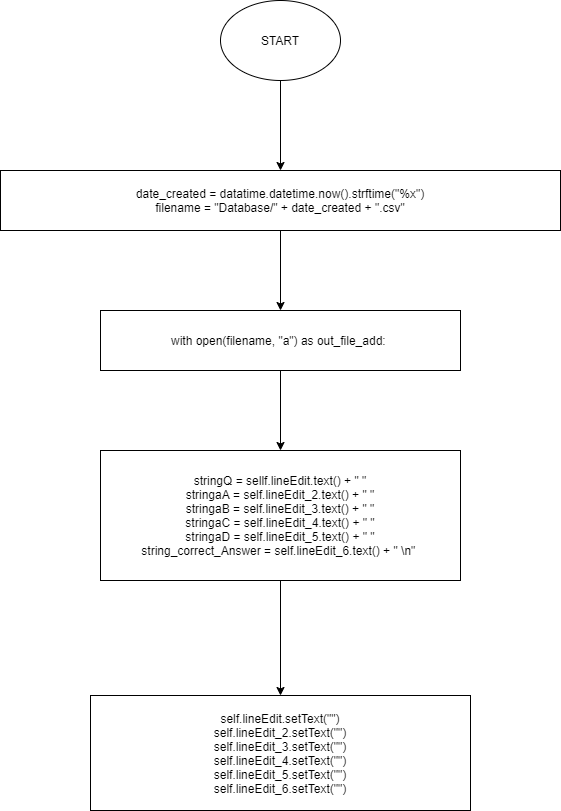 START
date_created = datatime.datetime.now().strftime("%x")
filename = "Database/" + date_created + ".csv"
with open(filename, "a") as out_file_add:
stringQ = sellf.lineEdit.text() + " "
stringaA = self.lineEdit_2.text() + " "
stringaB = self.lineEdit_3.text() + " "
stringaC = self.lineEdit_4.text() + " "
stringaD = self.lineEdit_5.text() + " "
string_correct_Answer = self.lineEdit_6.text() + " \n"
self.lineEdit.setText("")
self.lineEdit_2.setText("")
self.lineEdit_3.setText("")
self.lineEdit_4.setText("")
self.lineEdit_5.setText("")
self.lineEdit_6.setText("")